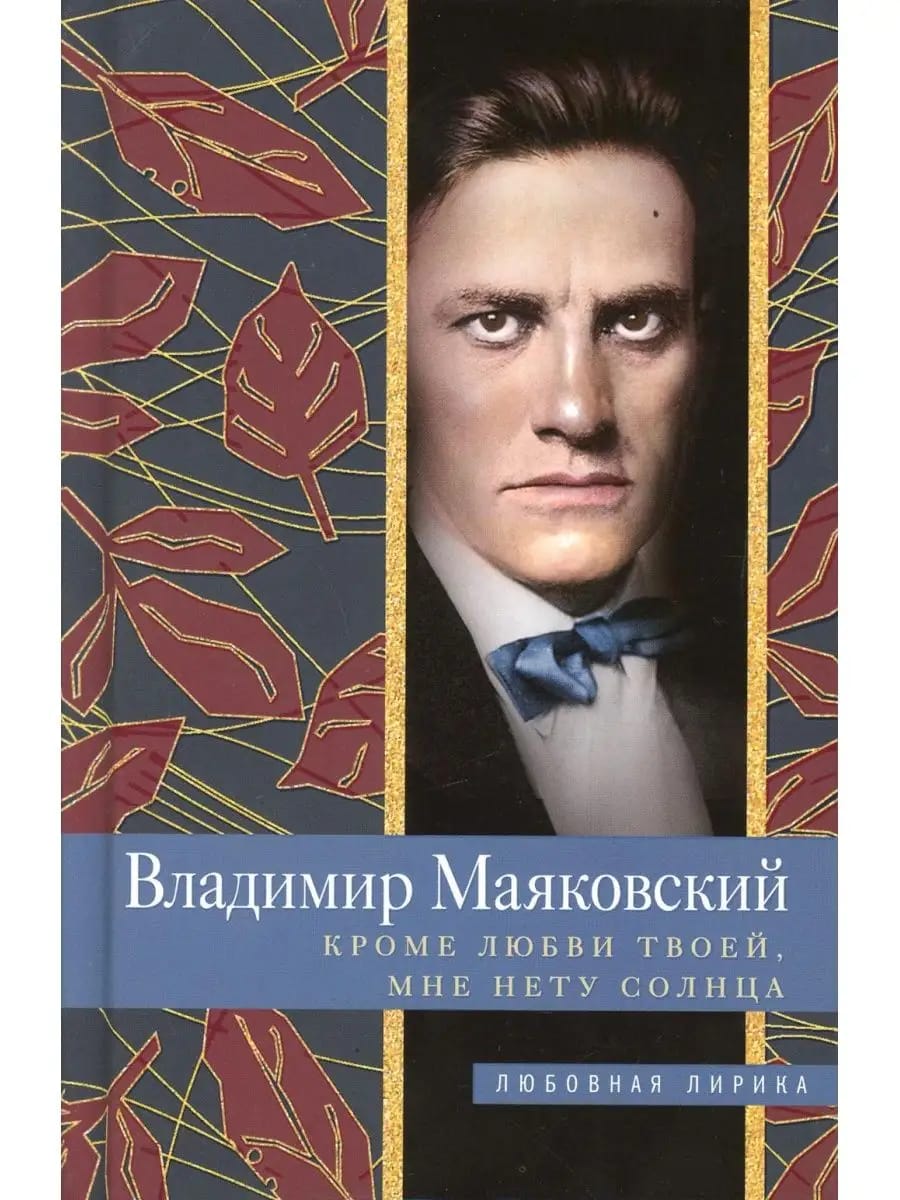 Владимир Маяковский
КРОМЕ ЛЮБВИ ТВОЕЙ,
МНЕ НЕТУ СОЛНЦА
ЛЮБОВНАЯ ЛИРИКА